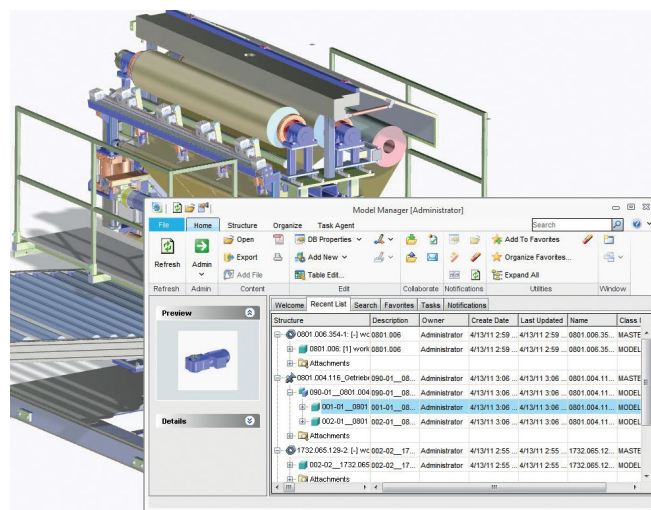 Model Manager [Administrator]
File Home Structure Organize Task Agent Search
Open DB Properties Add To Favorites
Refresh Admin Export Add New Organize Favorites...
Add File Table Edit... Expand All
Refresh Admin Content Edit Collaborate Notifications Utilities Window
Preview
Details
Welcome Recent List Search Favorites Tasks Notifications
Structure Description Owner Create Date Last Updated Name Class
0801.006.354-1: [-] wc 0801.006 Administrator 4/13/11 2:59 ... 4/13/11 2:59 ... 0801.006.35... MASTE
0801.006: [1] work 0801.006 Administrator 4/13/11 2:59 ... 4/13/11 2:59 ... 0801.006.35... MODEL
Attachments
0801.004.116_Getriebe 090-01__08... Administrator 4/13/11 3:06 ... 4/13/11 3:06 ... 0801.004.11... MASTE
090-01__0801.004 090-01__08... Administrator 4/13/11 3:06 ... 4/13/11 3:06 ... 0801.004.11... MODEL
001-01__0801 001-01__08... Administrator 4/13/11 3:06 ... 4/13/11 3:06 ... 0801.004.11... MODEL
002-01__0801 002-01__08... Administrator 4/13/11 3:06 ... 4/13/11 3:06 ... 0801.004.11... MODEL
Attachments
1732.065.129-2: [-] wc 002-02__17... Administrator 4/13/11 2:55 ... 4/13/11 2:55 ... 1732.065.12... MASTE
002-02__1732.065 002-02__17... Administrator 4/13/11 2:55 ... 4/13/11 2:55 ... 1732.065.12... MODEL
Attachments